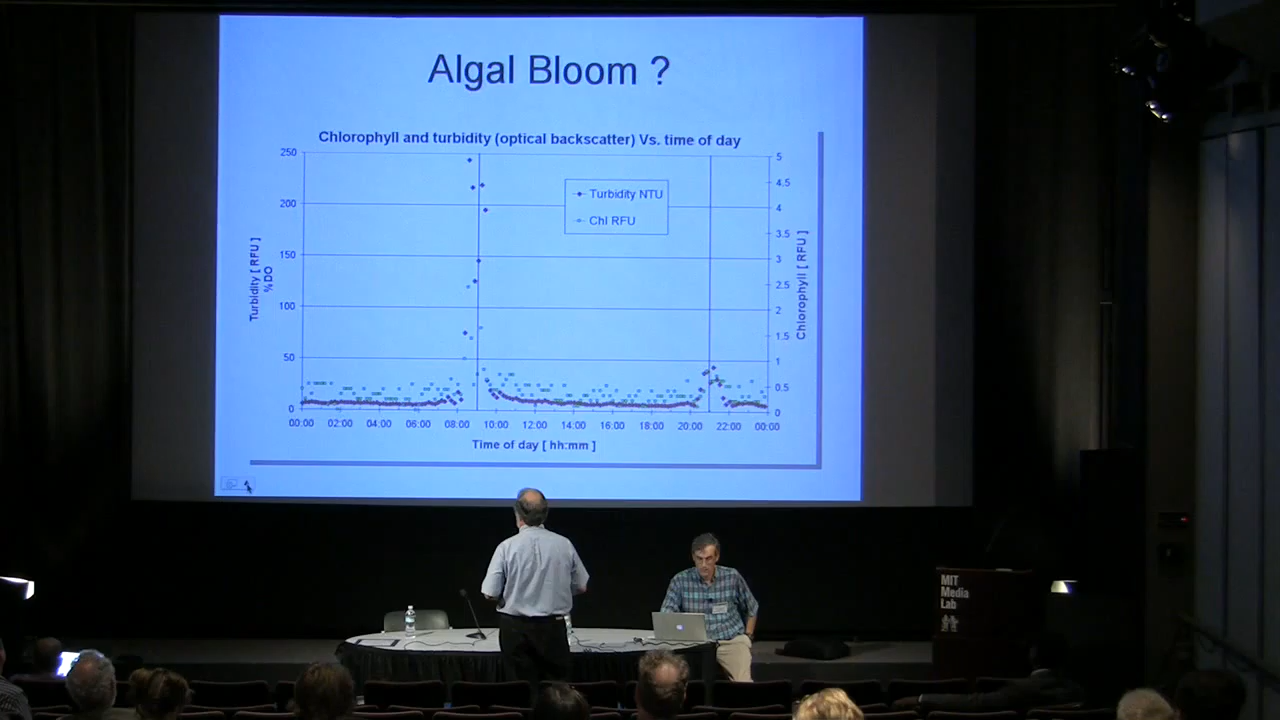 Algal Bloom ?
Chlorophyll and turbidity (optical backscatter) Vs. time of day
250
200
150
100
50
0
Turbidity [ RFU ]
%DO
Turbidity NTU
Chl RFU
5
4.5
4
3.5
3
2.5
2
1.5
1
0.5
0
Chlorophyll [ RFU ]
00:00 02:00 04:00 06:00 08:00 10:00 12:00 14:00 16:00 18:00 20:00 22:00 00:00
Time of day [ hh:mm ]
MIT
Media
Lab